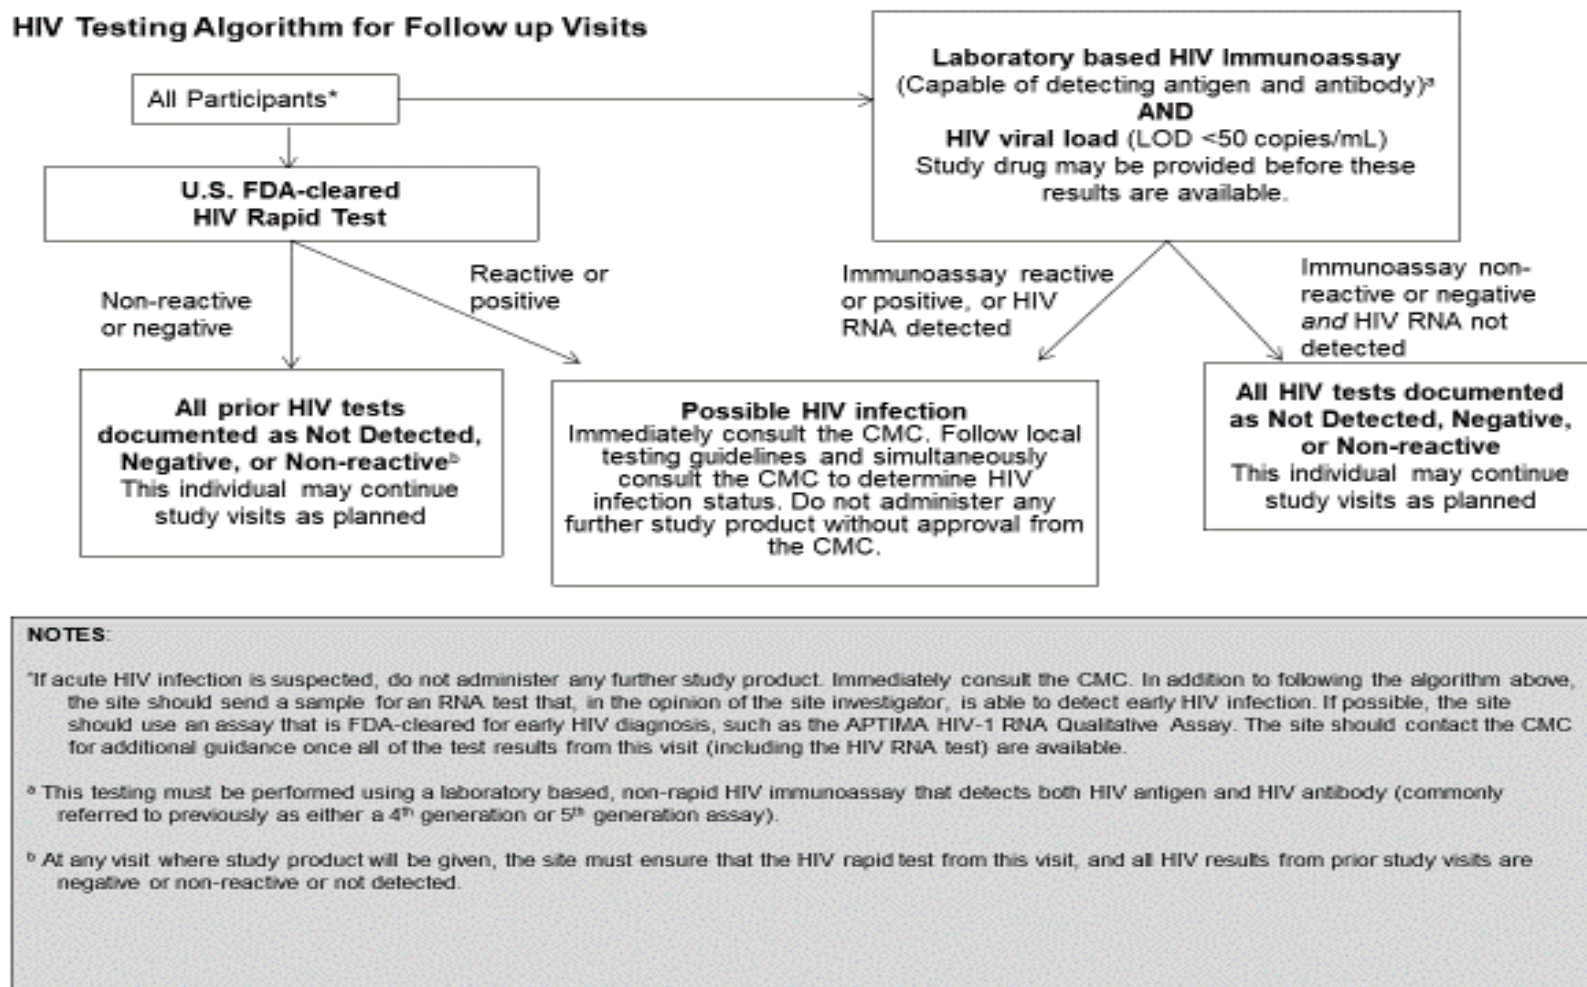 HIV Testing Algorithm for Follow up Visits
All Participants*
U.S. FDA-cleared
HIV Rapid Test
Laboratory based HIV Immunoassay
(Capable of detecting antigen and antibody)ᵃ
AND
HIV viral load (LOD <50 copies/mL)
Study drug may be provided before these
results are available.
Non-reactive
or negative
Reactive or
positive
Immunoassay reactive
or positive, or HIV
RNA detected
Immunoassay non-
reactive or negative
and HIV RNA not
detected
All prior HIV tests
documented as Not Detected,
Negative, or Non-reactiveᵇ
This individual may continue
study visits as planned
Possible HIV infection
Immediately consult the CMC. Follow local
testing guidelines and simultaneously
consult the CMC to determine HIV
infection status. Do not administer any
further study product without approval from
the CMC.
All HIV tests documented
as Not Detected, Negative,
or Non-reactive
This individual may continue
study visits as planned
NOTES:
*If acute HIV infection is suspected, do not administer any further study product. Immediately consult the CMC. In addition to following the algorithm above,
the site should send a sample for an RNA test that, in the opinion of the site investigator, is able to detect early HIV infection. If possible, the site
should use an assay that is FDA-cleared for early HIV diagnosis, such as the APTIMA HIV-1 RNA Qualitative Assay. The site should contact the CMC
for additional guidance once all of the test results from this visit (including the HIV RNA test) are available.
ᵃ This testing must be performed using a laboratory based, non-rapid HIV immunoassay that detects both HIV antigen and HIV antibody (commonly
referred to previously as either a 4ᵗʰ generation or 5ᵗʰ generation assay).
ᵇ At any visit where study product will be given, the site must ensure that the HIV rapid test from this visit, and all HIV results from prior study visits are
negative or non-reactive or not detected.